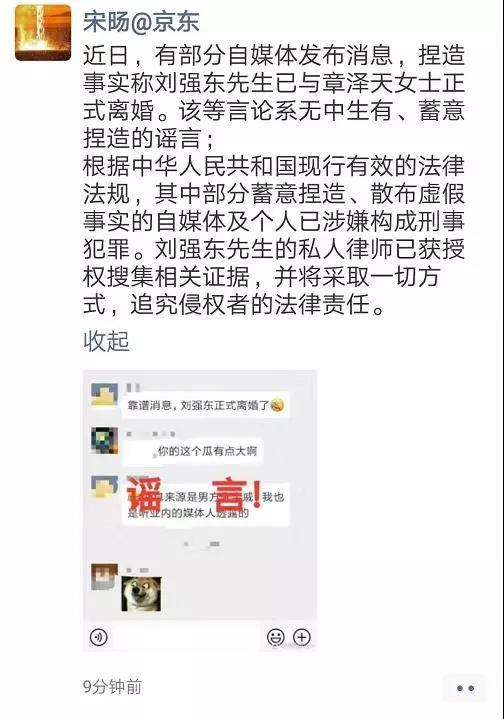 宋旸@京东
近日，有部分自媒体发布消息，捏造
事实称刘强东先生已与章泽天女士正
式离婚。该等言论系无中生有、蓄意
捏造的谣言；
根据中华人民共和国现行有效的法律
法规，其中部分蓄意捏造、散布虚假
事实的自媒体及个人已涉嫌构成刑事
犯罪。刘强东先生的私人律师已获授
权搜集相关证据，并将采取一切方
式，追究侵权者的法律责任。
收起
靠谱消息，刘强东正式离婚了
你的这个瓜有点大啊
谣 言!
来源是男方 戚 我也
是听业内的媒体人透露的
9分钟前